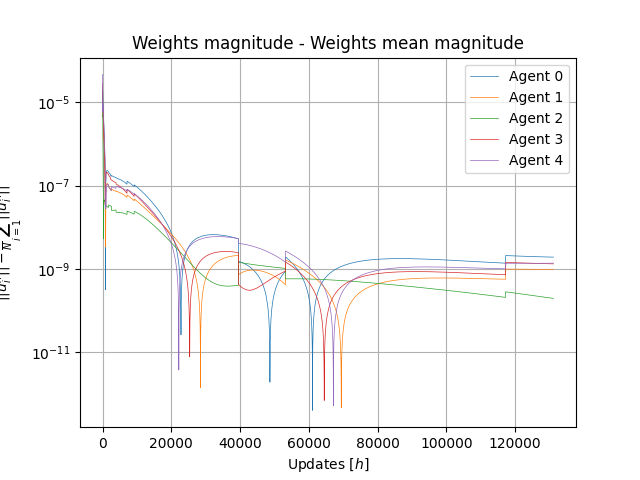 Weights magnitude - Weights mean magnitude
Agent 0
Agent 1
Agent 2
Agent 3
Agent 4
10⁻⁵
10⁻⁷
10⁻⁹
10⁻¹¹
0
20000
40000
60000
80000
100000
120000
Updates [h]